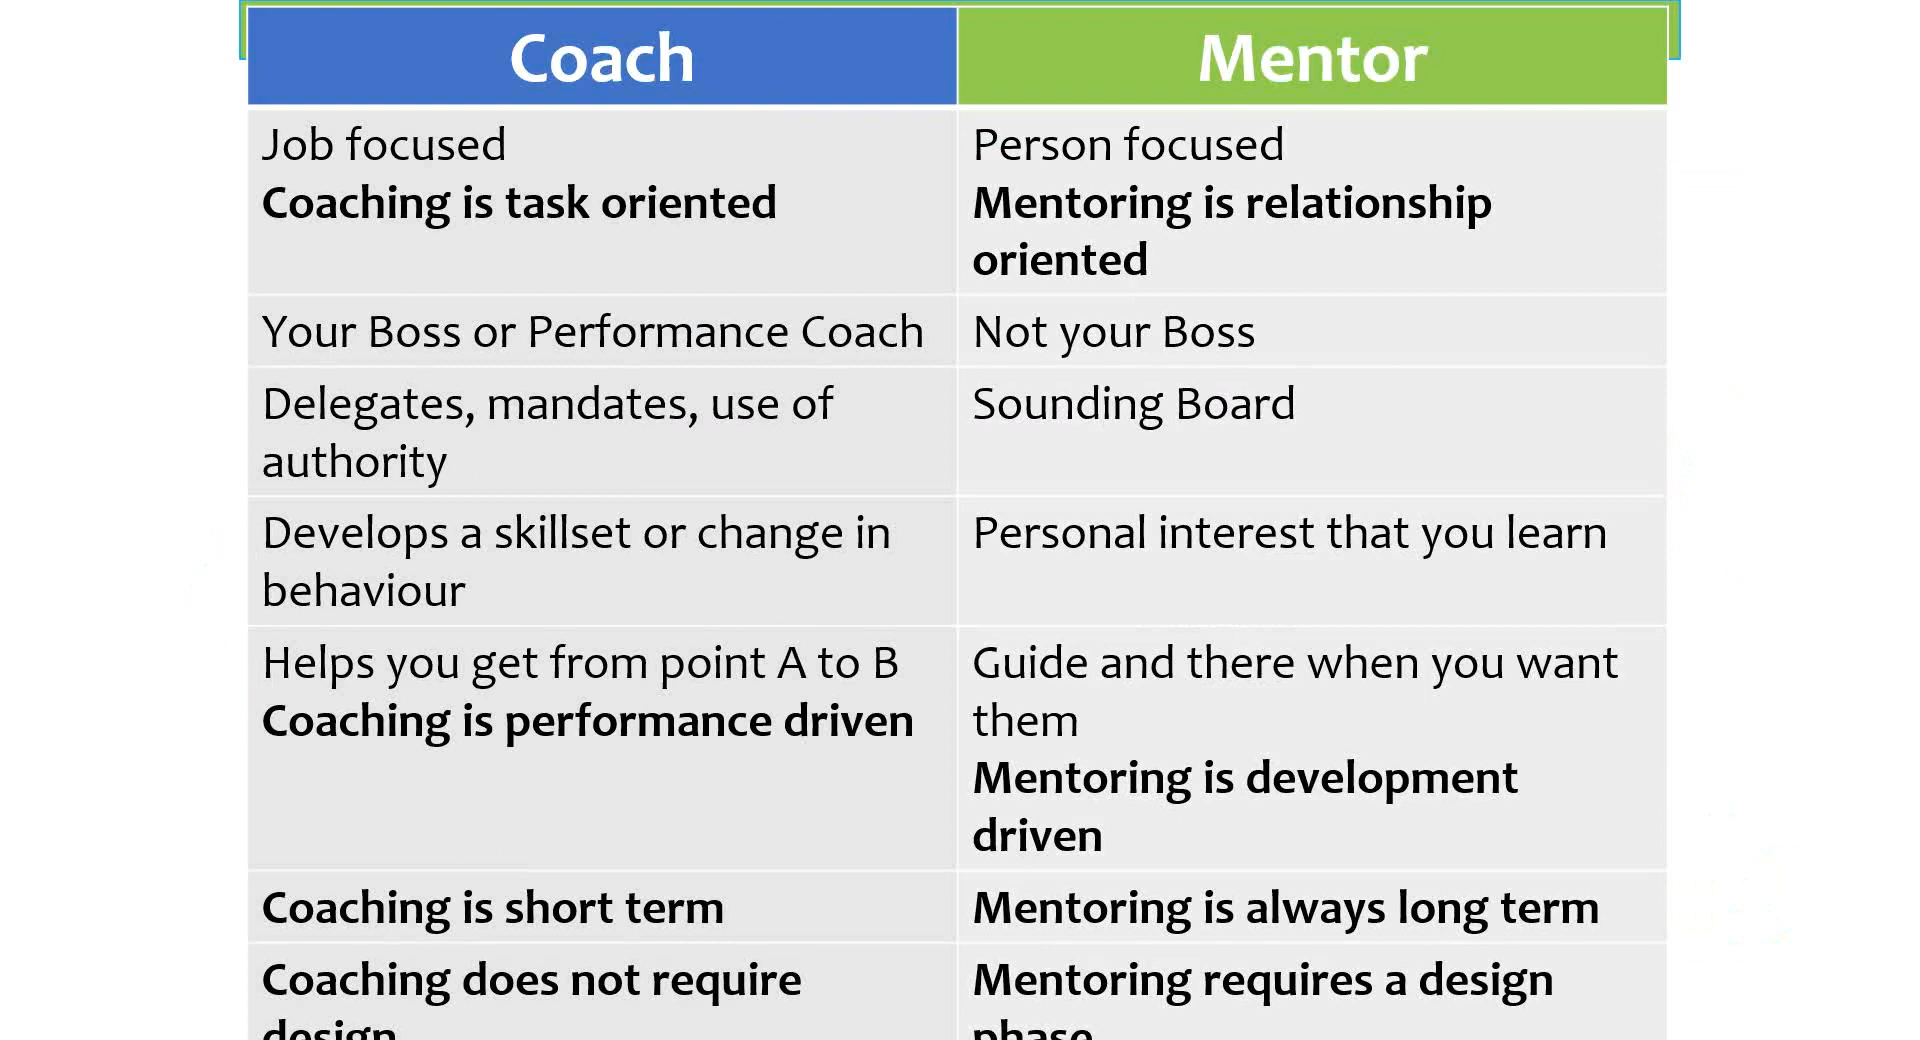 Coach
Mentor
Job focused
Coaching is task oriented
Person focused
Mentoring is relationship
oriented
Your Boss or Performance Coach
Not your Boss
Delegates, mandates, use of
authority
Sounding Board
Develops a skillset or change in
behaviour
Personal interest that you learn
Helps you get from point A to B
Coaching is performance driven
Guide and there when you want
them
Mentoring is development
driven
Coaching is short term
Mentoring is always long term
Coaching does not require
design
Mentoring requires a design
phase